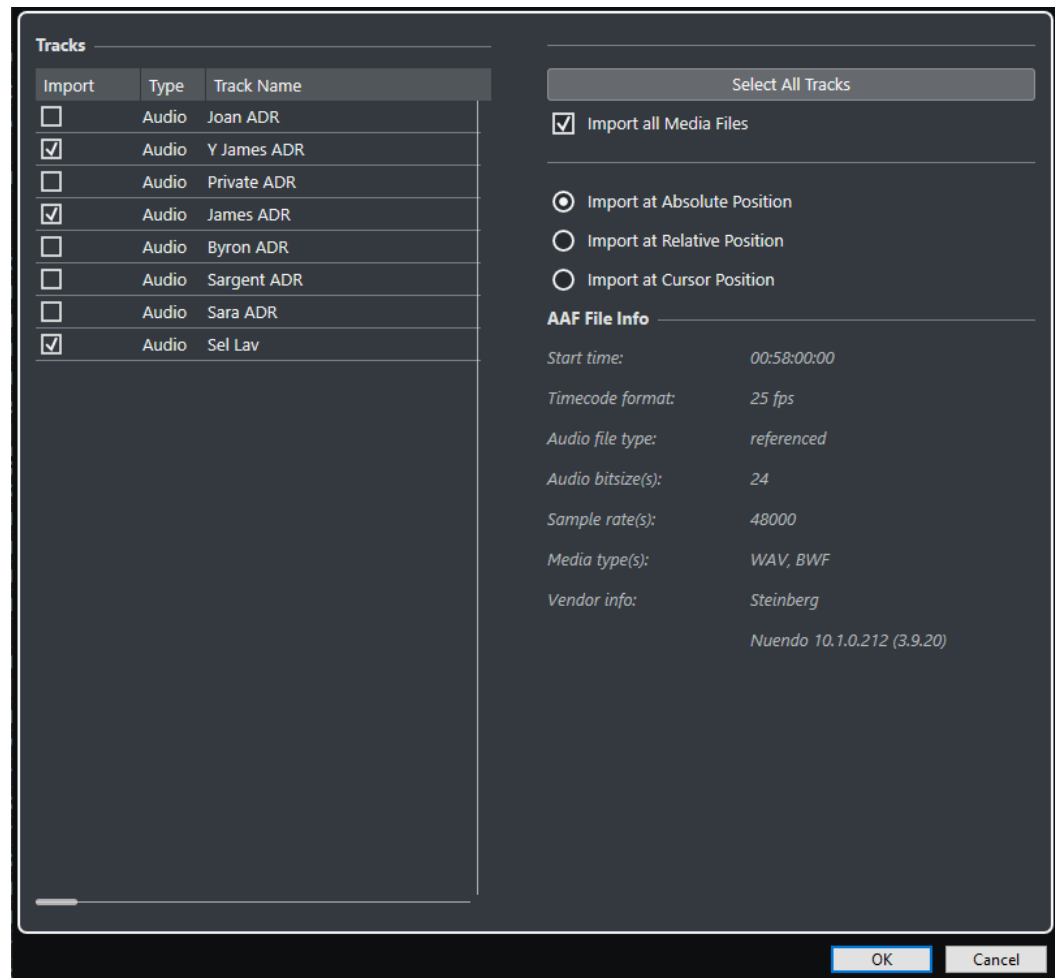 Tracks
Import Type Track Name
Audio Joan ADR
Audio Y James ADR
Audio Private ADR
Audio James ADR
Audio Byron ADR
Audio Sargent ADR
Audio Sara ADR
Audio Sel Lav
Select All Tracks
Import all Media Files
Import at Absolute Position
Import at Relative Position
Import at Cursor Position
AAF File Info
Start time: 00:58:00:00
Timecode format: 25 fps
Audio file type: referenced
Audio bitsize(s): 24
Sample rate(s): 48000
Media type(s): WAV, BWF
Vendor info: Steinberg
Nuendo 10.1.0.212 (3.9.20)
OK Cancel